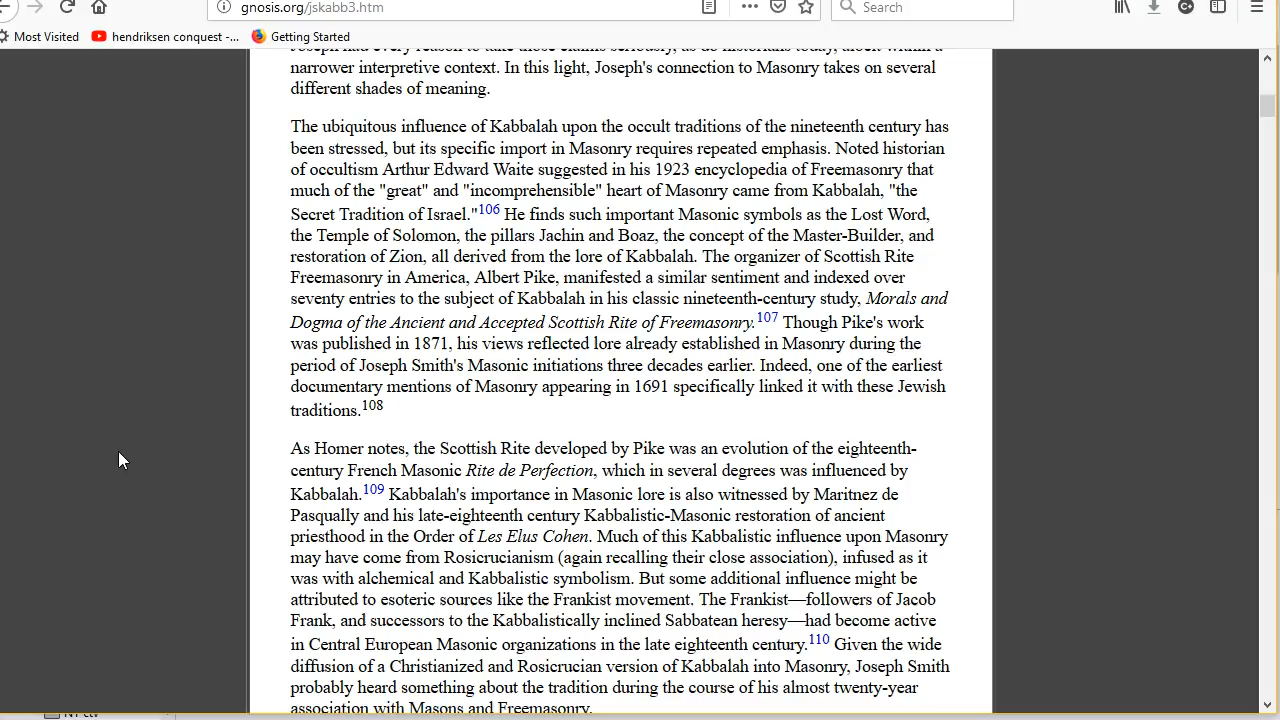 gnosis.org/jskabb3.htm
Search
Most Visited
hendriksen conquest -...
Getting Started
Joseph had every reason to take those claims seriously, as do historians today, albeit within a
narrower interpretive context. In this light, Joseph's connection to Masonry takes on several
different shades of meaning.
The ubiquitous influence of Kabbalah upon the occult traditions of the nineteenth century has
been stressed, but its specific import in Masonry requires repeated emphasis. Noted historian
of occultism Arthur Edward Waite suggested in his 1923 encyclopedia of Freemasonry that
much of the "great" and "incomprehensible" heart of Masonry came from Kabbalah, "the
Secret Tradition of Israel."106 He finds such important Masonic symbols as the Lost Word,
the Temple of Solomon, the pillars Jachin and Boaz, the concept of the Master-Builder, and
restoration of Zion, all derived from the lore of Kabbalah. The organizer of Scottish Rite
Freemasonry in America, Albert Pike, manifested a similar sentiment and indexed over
seventy entries to the subject of Kabbalah in his classic nineteenth-century study, Morals and
Dogma of the Ancient and Accepted Scottish Rite of Freemasonry.107 Though Pike's work
was published in 1871, his views reflected lore already established in Masonry during the
period of Joseph Smith's Masonic initiations three decades earlier. Indeed, one of the earliest
documentary mentions of Masonry appearing in 1691 specifically linked it with these Jewish
traditions.108
As Homer notes, the Scottish Rite developed by Pike was an evolution of the eighteenth-
century French Masonic Rite de Perfection, which in several degrees was influenced by
Kabbalah.109 Kabbalah's importance in Masonic lore is also witnessed by Maritnez de
Pasqually and his late-eighteenth century Kabbalistic-Masonic restoration of ancient
priesthood in the Order of Les Elus Cohen. Much of this Kabbalistic influence upon Masonry
may have come from Rosicrucianism (again recalling their close association), infused as it
was with alchemical and Kabbalistic symbolism. But some additional influence might be
attributed to esoteric sources like the Frankist movement. The Frankist—followers of Jacob
Frank, and successors to the Kabbalistically inclined Sabbatean heresy—had become active
in Central European Masonic organizations in the late eighteenth century.110 Given the wide
diffusion of a Christianized and Rosicrucian version of Kabbalah into Masonry, Joseph Smith
probably heard something about the tradition during the course of his almost twenty-year
association with Masons and Freemasonry.